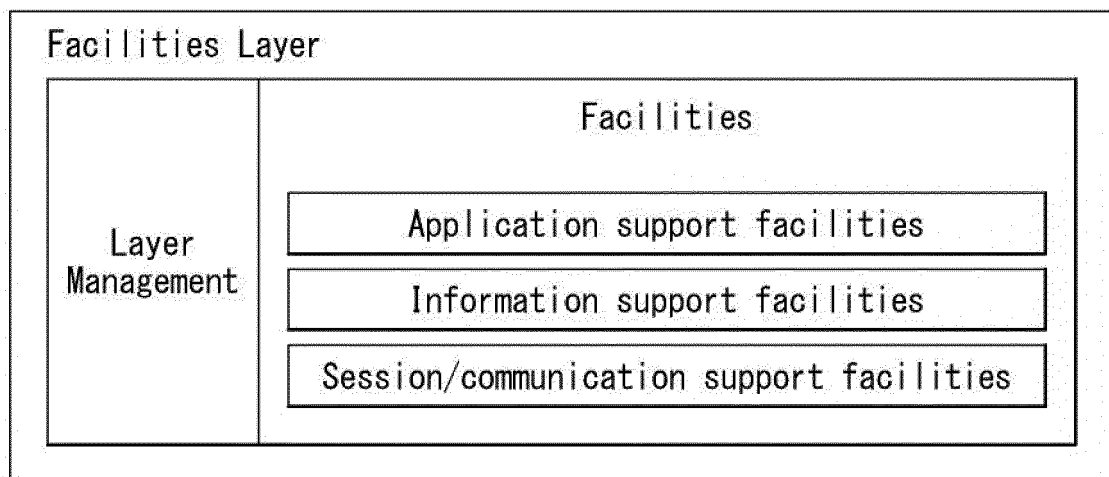 Facilities Layer
Layer
Management
Facilities
Application support facilities
Information support facilities
Session/communication support facilities